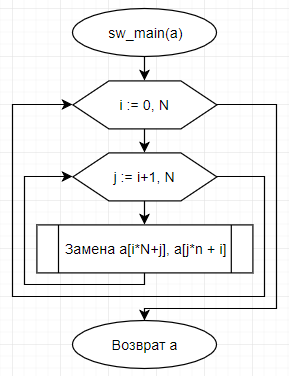 sw_main(a)
i := 0, N
j := i+1, N
Замена a[i*N+j], a[j*n + i]
Возврат a